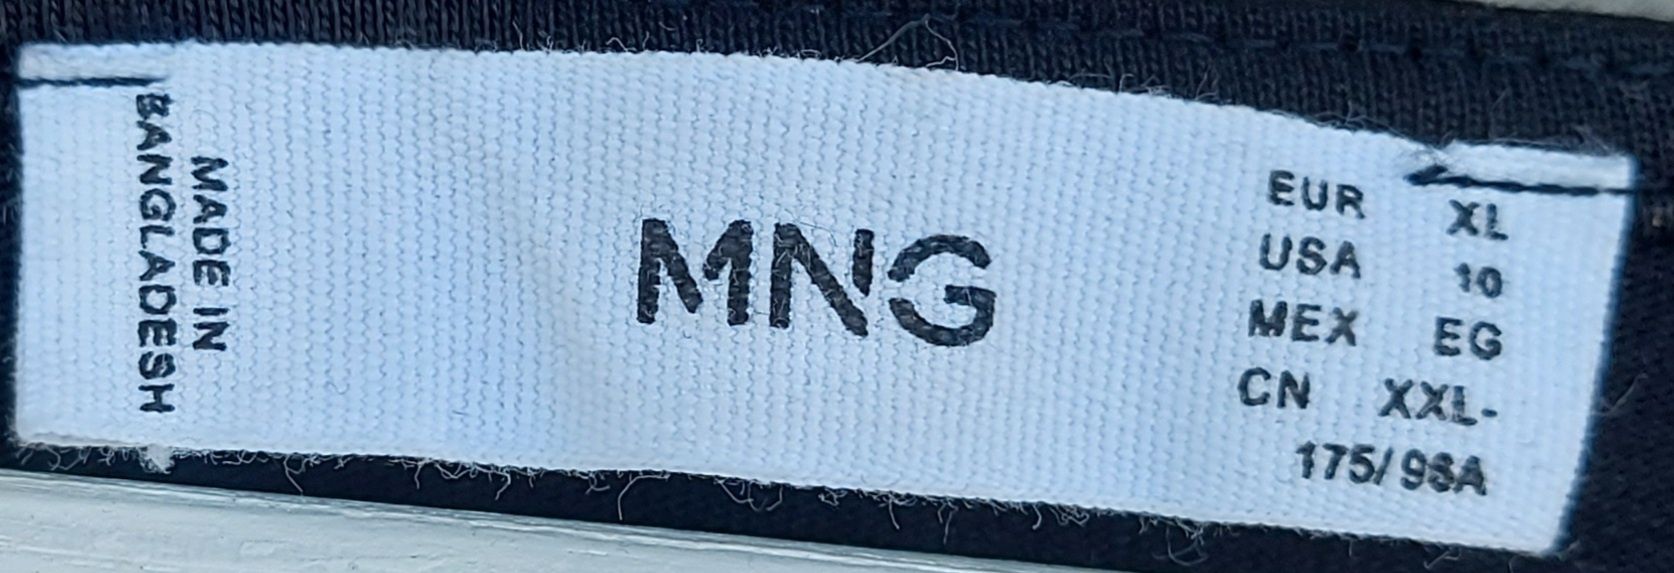 MADE IN
BANGLADESH
MNG
EUR XL
USA 10
MEX EG
CN XXL-
175/98A